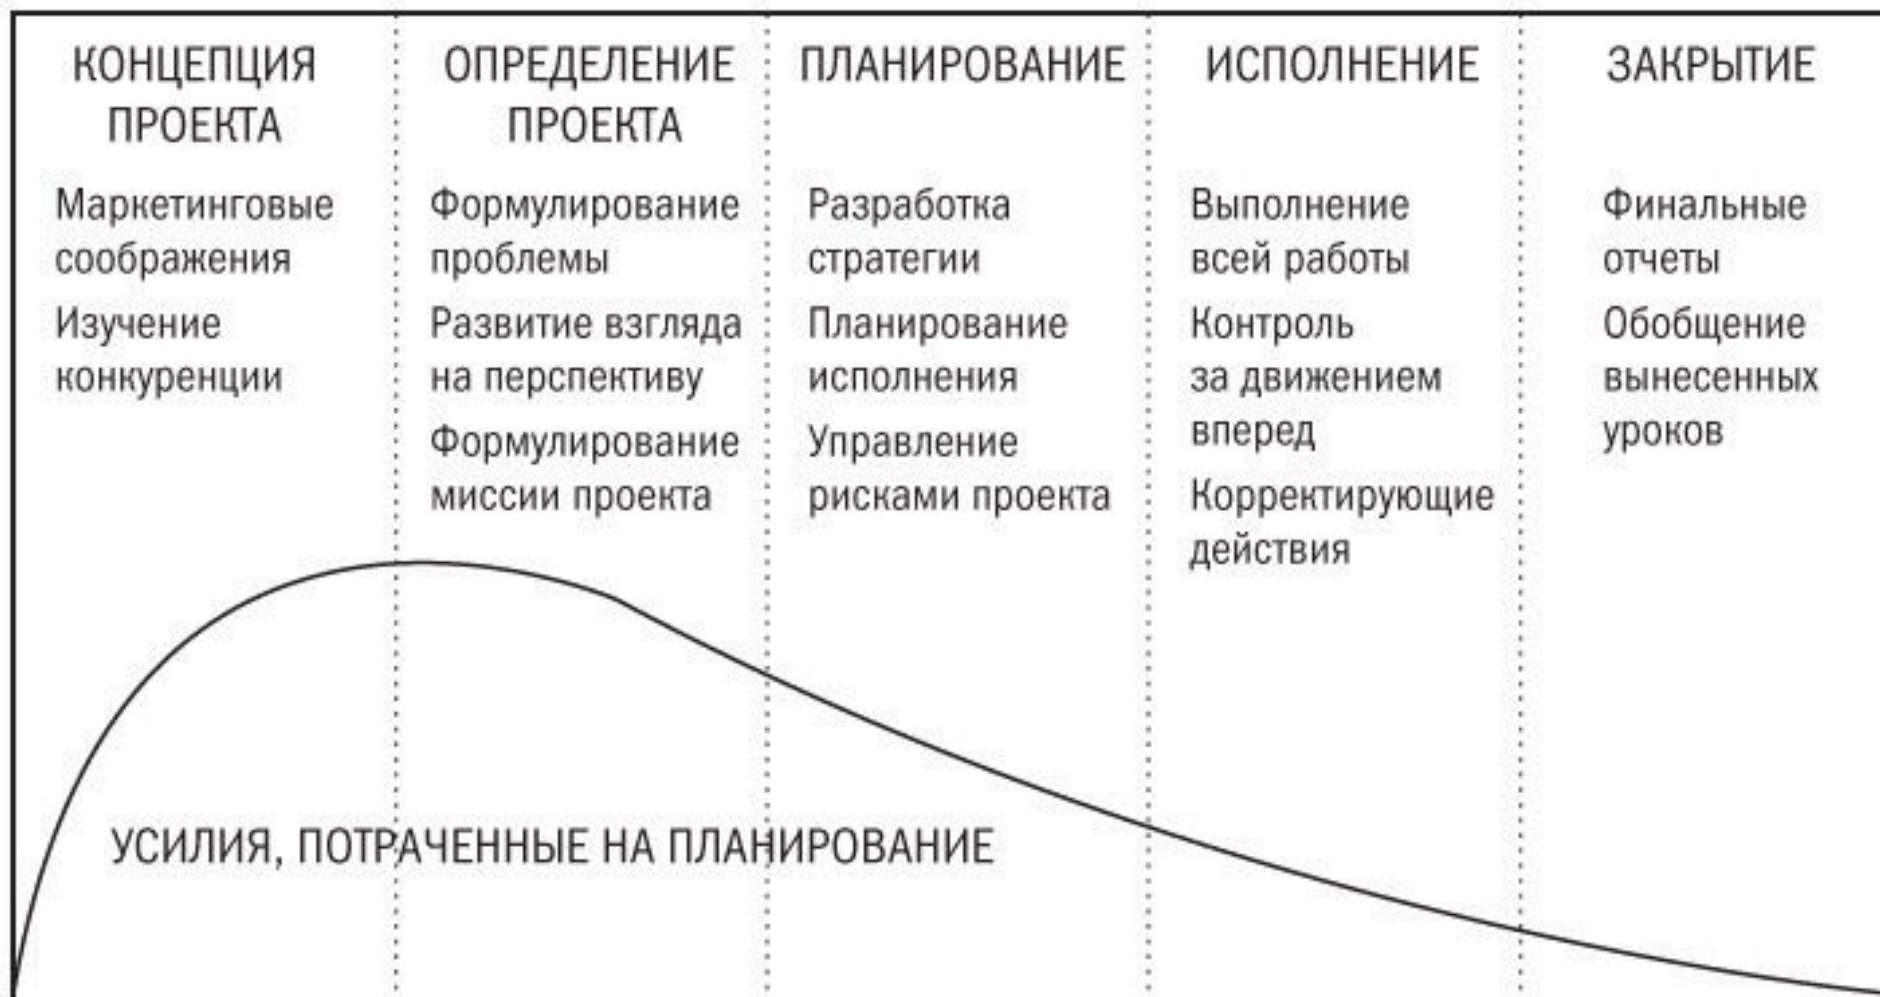 КОНЦЕПЦИЯ
ПРОЕКТА
Маркетинговые
соображения
Изучение
конкуренции
ОПРЕДЕЛЕНИЕ
ПРОЕКТА
Формулирование
проблемы
Развитие взгляда
на перспективу
Формулирование
миссии проекта
ПЛАНИРОВАНИЕ
Разработка
стратегии
Планирование
исполнения
Управление
рисками проекта
ИСПОЛНЕНИЕ
Выполнение
всей работы
Контроль
за движением
вперед
Корректирующие
действия
ЗАКРЫТИЕ
Финальные
отчеты
Обобщение
вынесенных
уроков
УСИЛИЯ, ПОТРАЧЕННЫЕ НА ПЛАНИРОВАНИЕ